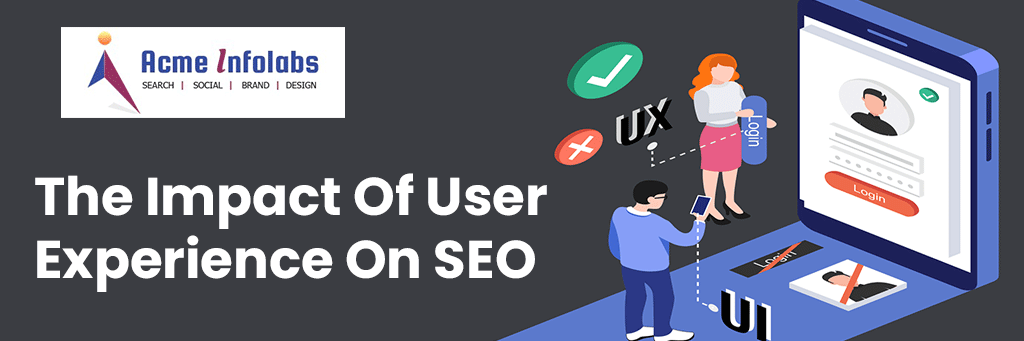 Acme Infolabs
SEARCH | SOCIAL | BRAND | DESIGN
The Impact Of User
Experience On SEO
UX
Login
Login
Login
UI